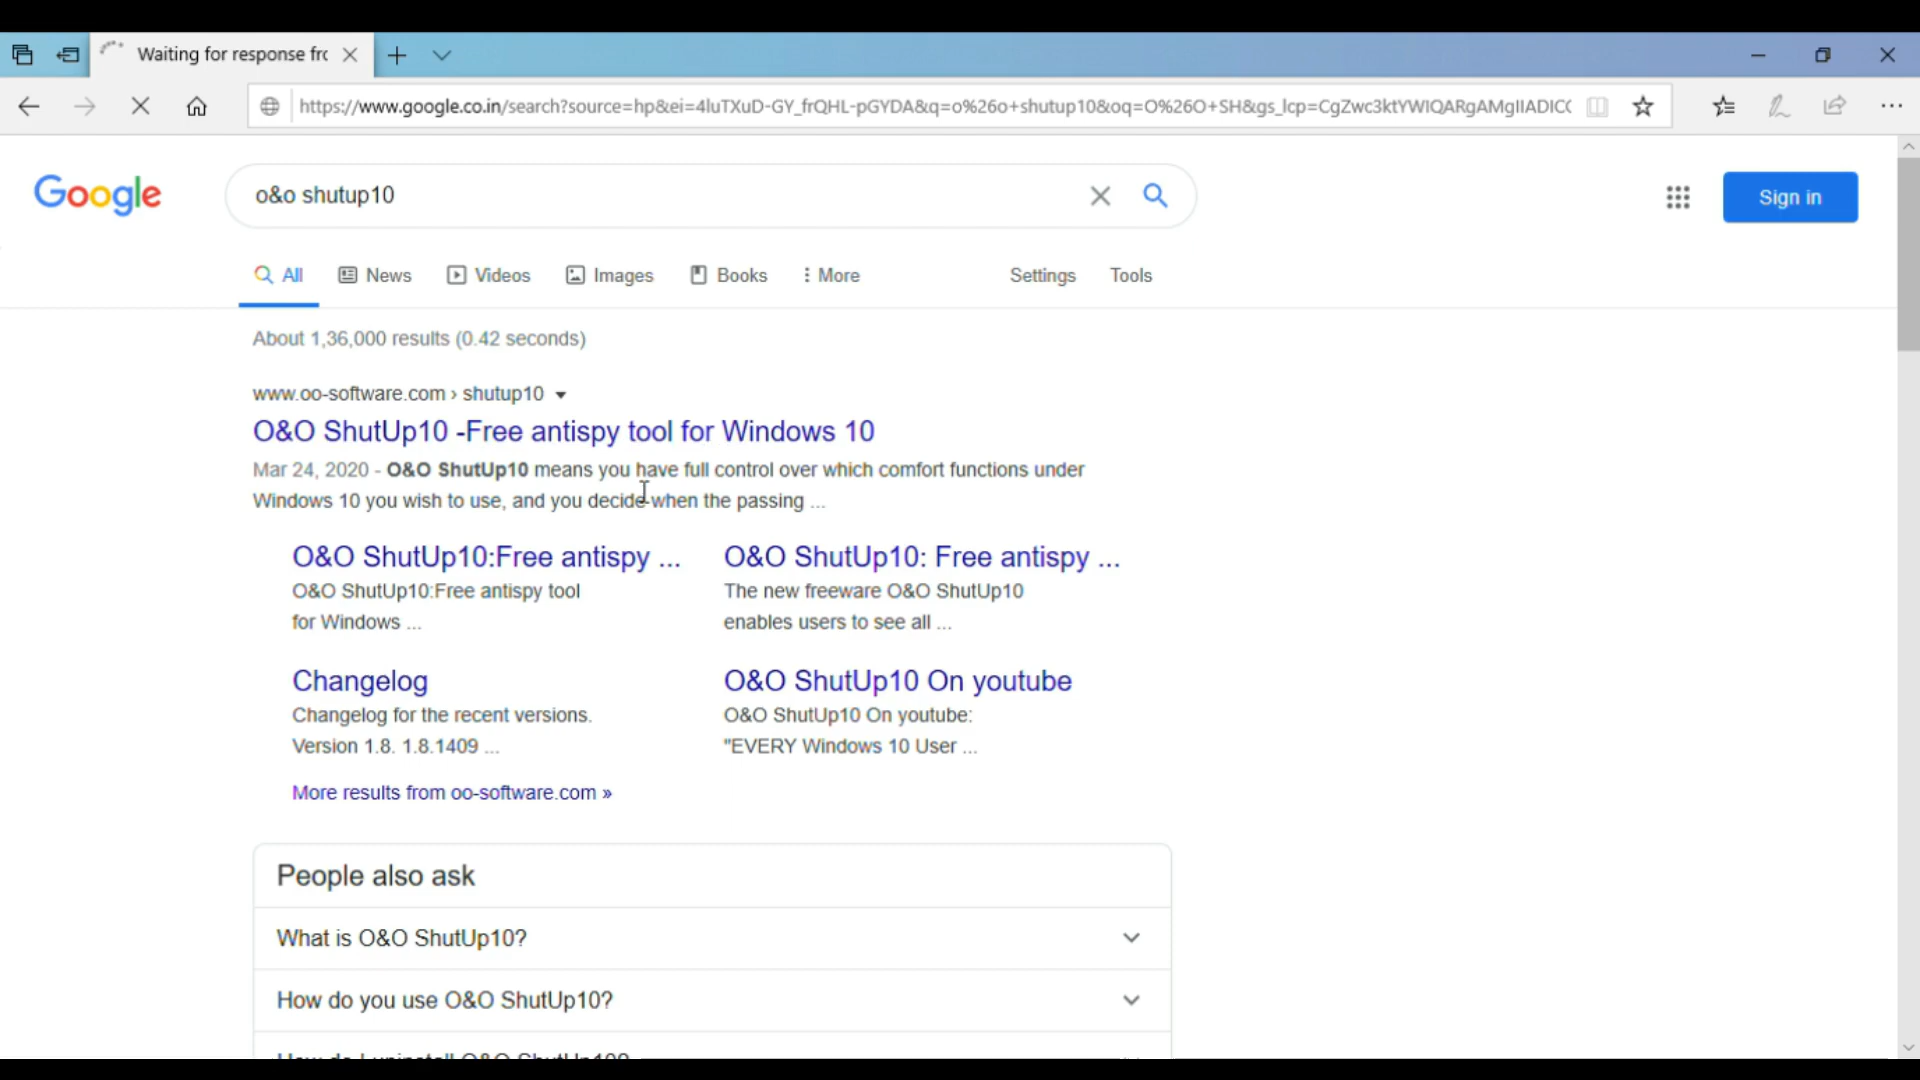 Waiting for response frc
https://www.google.co.in/search?source=hp&ei=4luTXuD-GY_frQHL-pGYDA&q=o%26o+shutup10&oq=O%26O+SH&gs_lcp=CgZwc3ktYWIQARgAMgIIADICC
Google
o&o shutup10
Sign in
All News Videos Images Books More Settings Tools
About 1,36,000 results (0.42 seconds)
www.oo-software.com › shutup10
O&O ShutUp10 -Free antispy tool for Windows 10
Mar 24, 2020 - O&O ShutUp10 means you have full control over which comfort functions under
Windows 10 you wish to use, and you decide when the passing ...
O&O ShutUp10:Free antispy ...
O&O ShutUp10:Free antispy tool
for Windows ...
O&O ShutUp10: Free antispy ...
The new freeware O&O ShutUp10
enables users to see all ...
Changelog
Changelog for the recent versions.
Version 1.8. 1.8.1409 ...
O&O ShutUp10 On youtube
O&O ShutUp10 On youtube:
"EVERY Windows 10 User ...
More results from oo-software.com »
People also ask
What is O&O ShutUp10?
How do you use O&O ShutUp10?
How do I uninstall O&O ShutUp10?